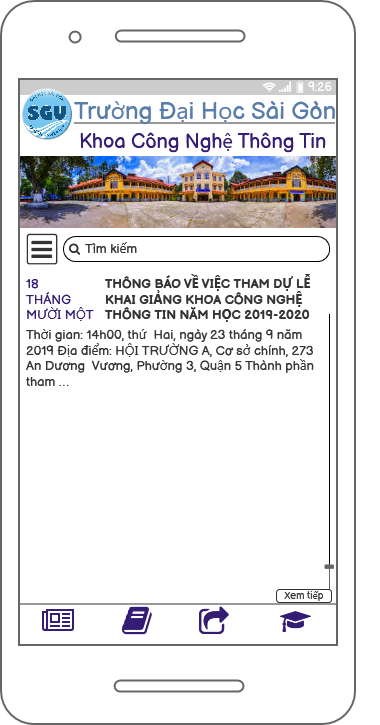 9:26
SGU
Trường Đại Học Sài Gòn
Khoa Công Nghệ Thông Tin
Tìm kiếm
18
THÁNG
MƯỜI MỘT
THÔNG BÁO VỀ VIỆC THAM DỰ LỄ
KHAI GIẢNG KHOA CÔNG NGHỆ
THÔNG TIN NĂM HỌC 2019-2020
Thời gian: 14h00, thứ  Hai, ngày 23 tháng 9 năm
2019 Địa điểm: HỘI TRƯỜNG A, Cơ sở chính, 273
An Dương  Vương, Phường 3, Quận 5 Thành phần
tham ...
Xem tiếp